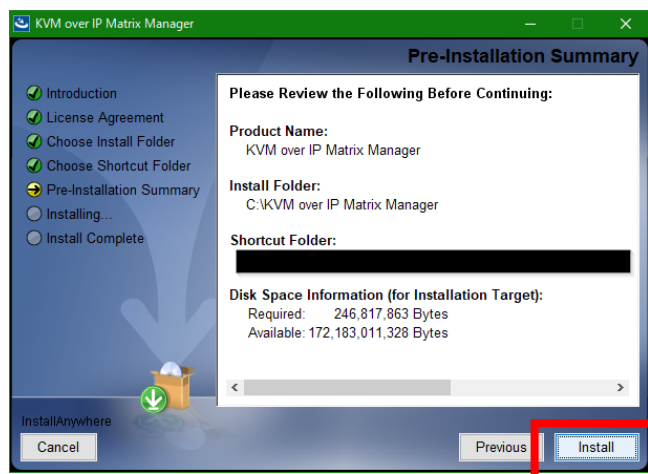 KVM over IP Matrix Manager
Pre-Installation Summary
Introduction
License Agreement
Choose Install Folder
Choose Shortcut Folder
Pre-Installation Summary
Installing...
Install Complete
Please Review the Following Before Continuing:
Product Name:
KVM over IP Matrix Manager
Install Folder:
C:\KVM over IP Matrix Manager
Shortcut Folder:
Disk Space Information (for Installation Target):
Required: 246,817,863 Bytes
Available: 172,183,011,328 Bytes
InstallAnywhere
Cancel
Previous
Install